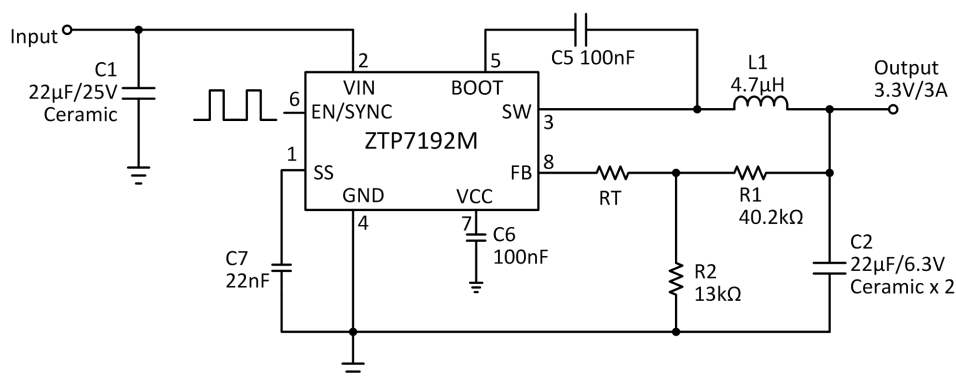 Input
C1
22µF/25V
Ceramic
2
VIN
5
BOOT
C5 100nF
6
EN/SYNC
SW
3
L1
4.7µH
Output
3.3V/3A
ZTP7192M
1
SS
FB
8
RT
R1
40.2kΩ
GND
4
VCC
7
C6
100nF
C7
22nF
R2
13kΩ
C2
22µF/6.3V
Ceramic x 2